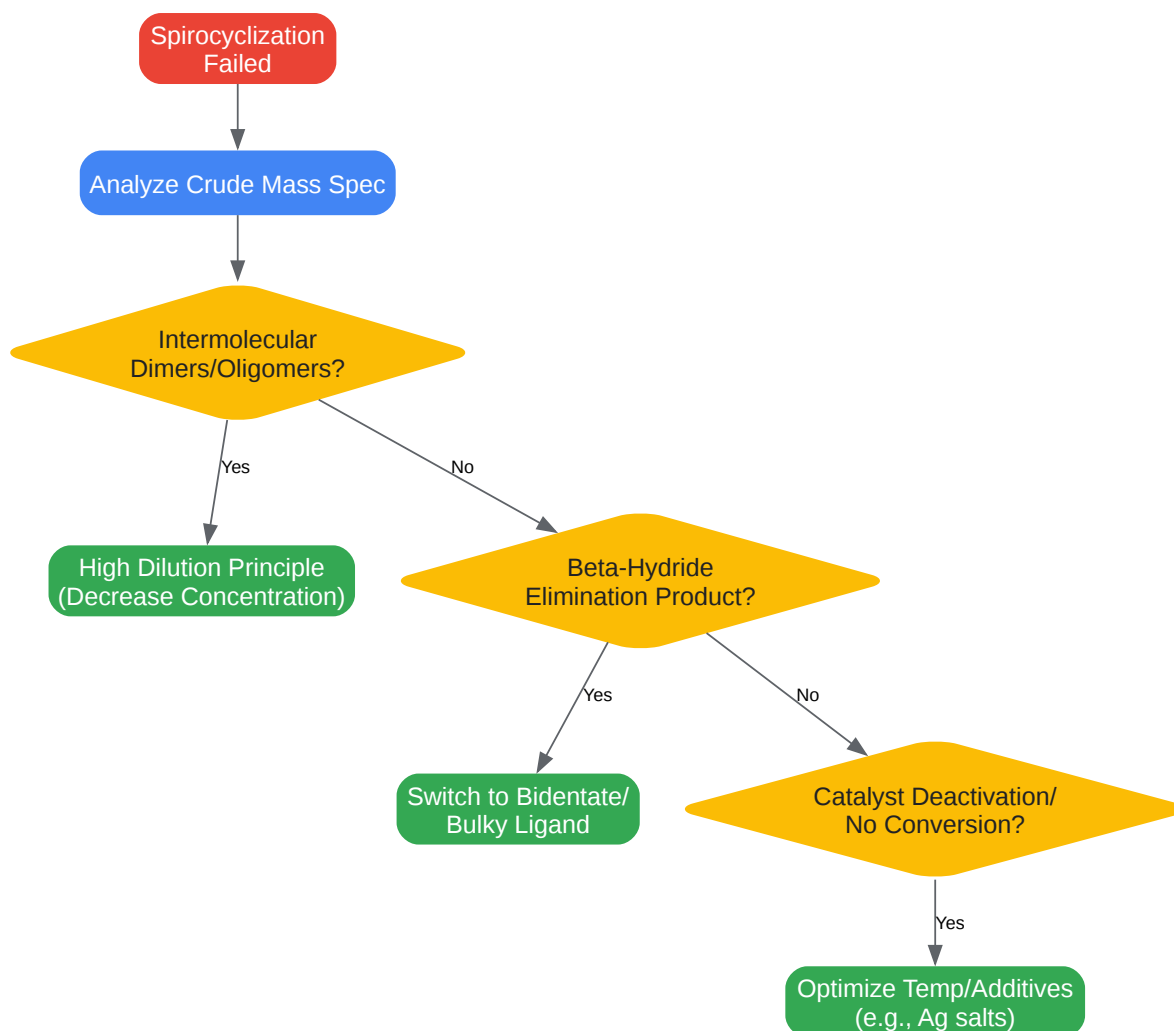 Spirocyclization
Failed
Analyze Crude Mass Spec
Intermolecular
Dimers/Oligomers?
Yes
No
High Dilution Principle
(Decrease Concentration)
Beta-Hydride
Elimination Product?
Yes
No
Switch to Bidentate/
Bulky Ligand
Catalyst Deactivation/
No Conversion?
Yes
Optimize Temp/Additives
(e.g., Ag salts)